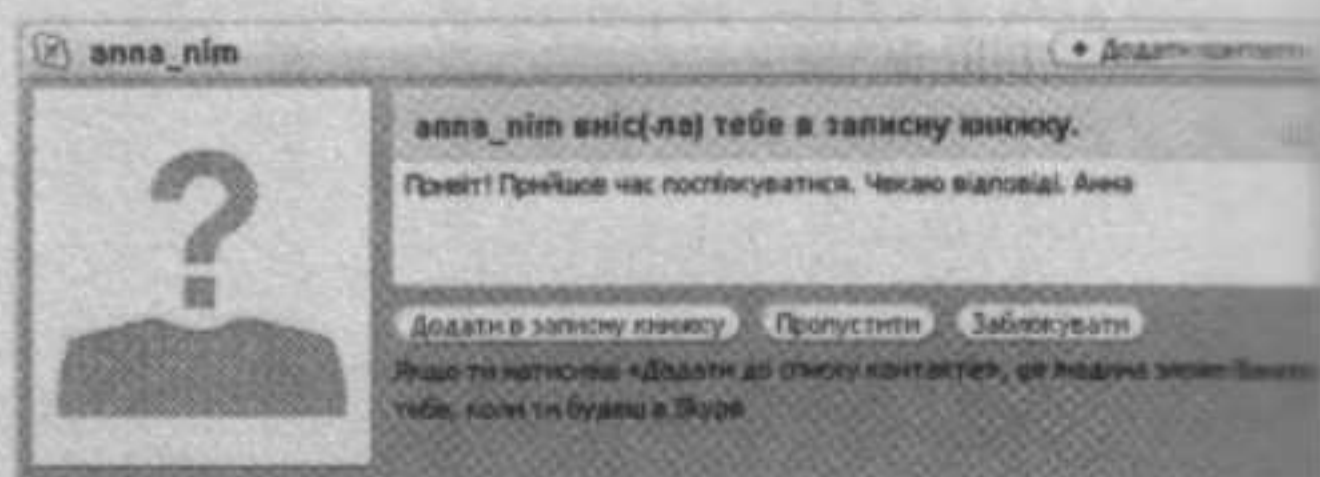 anna_nim
Додати контакт
anna_nim вніс(-ла) тебе в записну книжку.
Привіт! Прийшов час поспілкуватися. Чекаю відповіді. Анна
Додати в записну книжку
Пропустити
Заблокувати
Якщо ти натиснеш «Додати до списку контактів», ця людина зможе
тебе, коли ти будеш в Skype